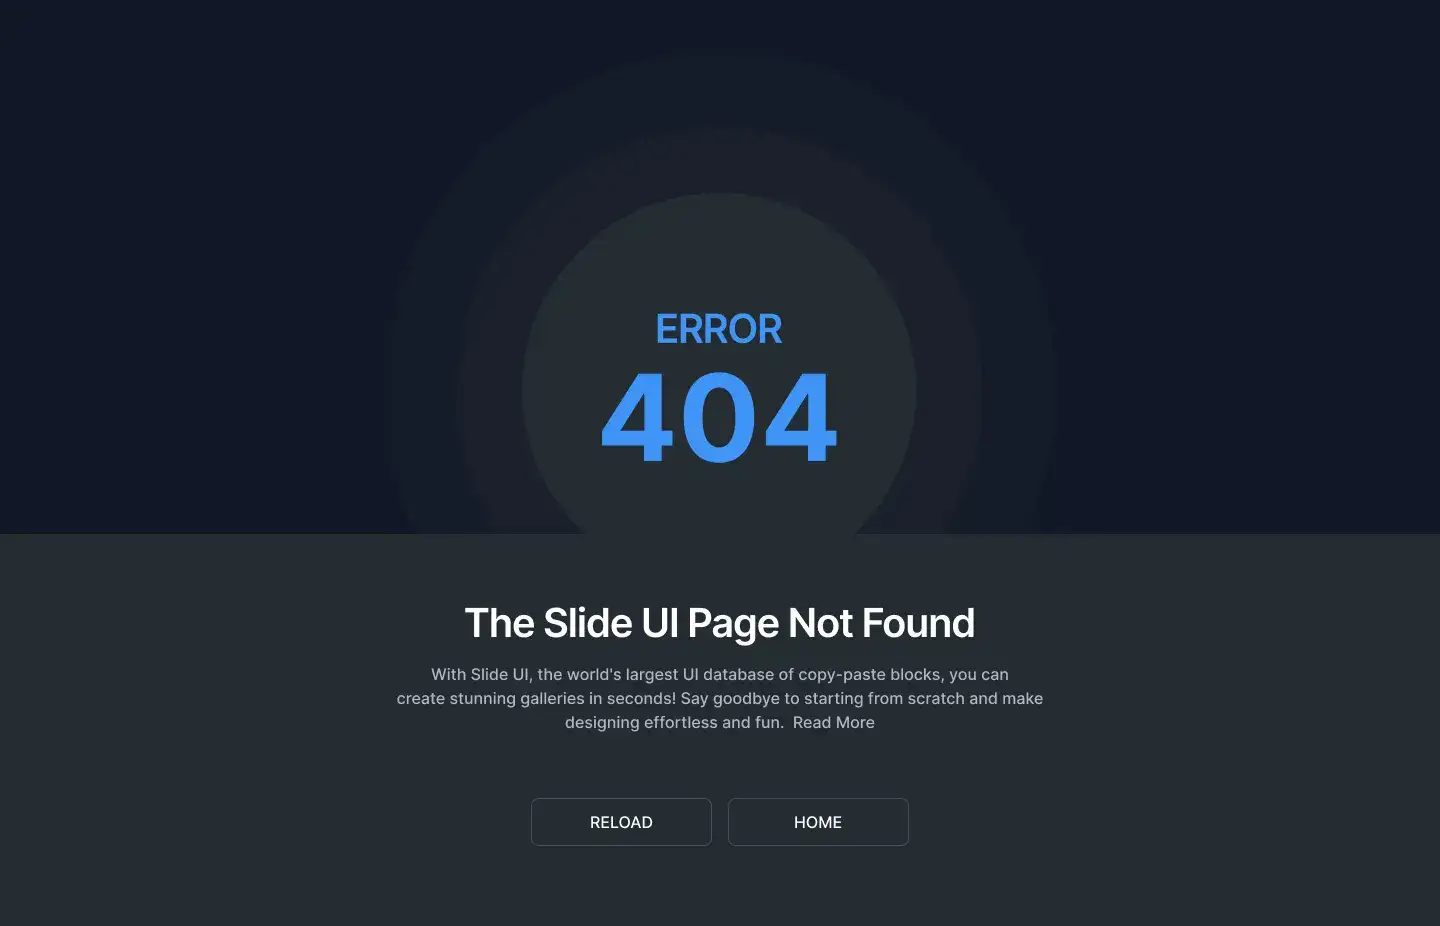 ERROR
404
The Slide UI Page Not Found
With Slide UI, the world's largest UI database of copy-paste blocks, you can
create stunning galleries in seconds! Say goodbye to starting from scratch and make
designing effortless and fun.  Read More
RELOAD
HOME